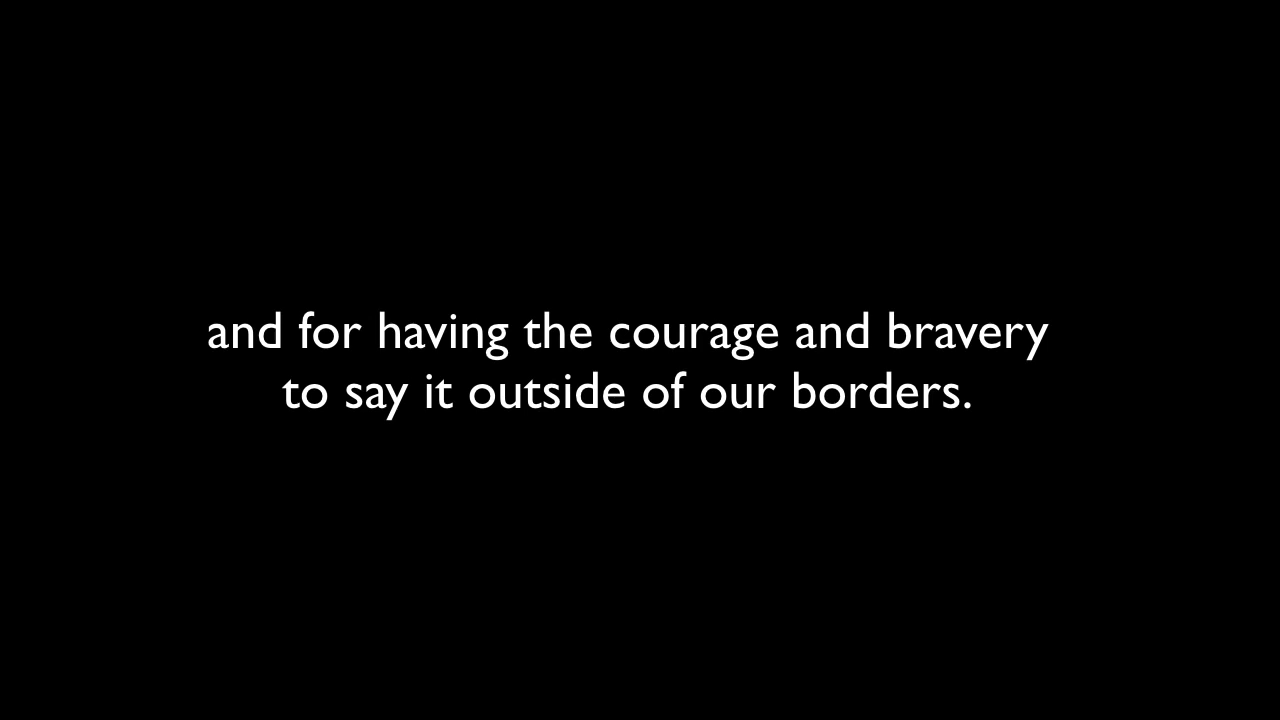 and for having the courage and bravery
to say it outside of our borders.